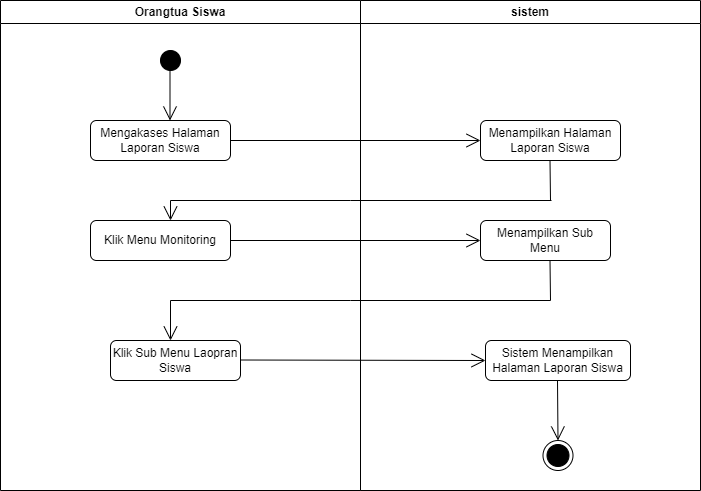 Orangtua Siswa
sistem
Mengakases Halaman
Laporan Siswa
Menampilkan Halaman
Laporan Siswa
Klik Menu Monitoring
Menampilkan Sub
Menu
Klik Sub Menu Laopran
Siswa
Sistem Menampilkan
Halaman Laporan Siswa